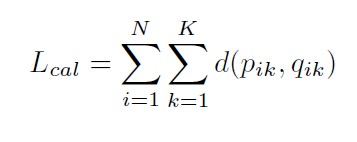 L_{cal} = \sum_{i=1}^{N} \sum_{k=1}^{K} d(p_{ik}, q_{ik})